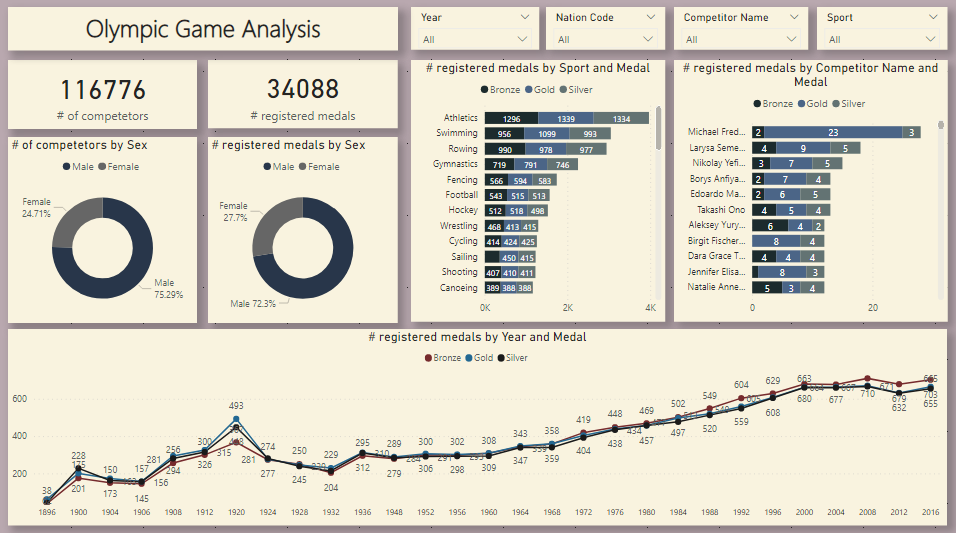 Olympic Game Analysis
Year
All
Nation Code
All
Competitor Name
All
Sport
All
116776
# of competetors
34088
# registered medals
# of competetors by Sex
Male Female
Female
24.71%
Male
75.29%
# registered medals by Sex
Male Female
Female
27.7%
Male 72.3%
# registered medals by Sport and Medal
Bronze Gold Silver
Athletics 1296 1339 1334
Swimming 956 1099 993
Rowing 990 978 977
Gymnastics 719 791 746
Fencing 566 594 583
Football 543 515 513
Hockey 512 518 498
Wrestling 468 413 415
Cycling 414 424 425
Sailing 450 415
Shooting 407 410 411
Canoeing 389 388 388
0K 2K 4K
# registered medals by Competitor Name and
Medal
Bronze Gold Silver
Michael Fred... 2 23 3
Larysa Seme... 4 9 5
Nikolay Yefi... 3 7 5
Borys Anfiya... 2 7 4
Edoardo Ma... 2 6 5
Takashi Ono 4 5 4
Aleksey Yury... 6 4 2
Birgit Fischer... 8 4
Dara Grace T... 4 4 4
Jennifer Elisa... 8 3
Natalie Anne... 5 3 4
0 20
# registered medals by Year and Medal
Bronze Gold Silver
600
400
200
38 228 201 150 173 157 145 281 156 256 294 300 326 315 493 281 274 277 250 245 229 204 295 312 289 279 300 306 302 298 308 309 343 347 358 359 419 404 448 438 434 469 457 502 497 549 520 604 559 629 608 663 680 677 710 671 679 632 665 703 655
1896 1900 1904 1906 1908 1912 1920 1924 1928 1932 1936 1948 1952 1956 1960 1964 1968 1972 1976 1980 1984 1988 1992 1996 2000 2004 2008 2012 2016